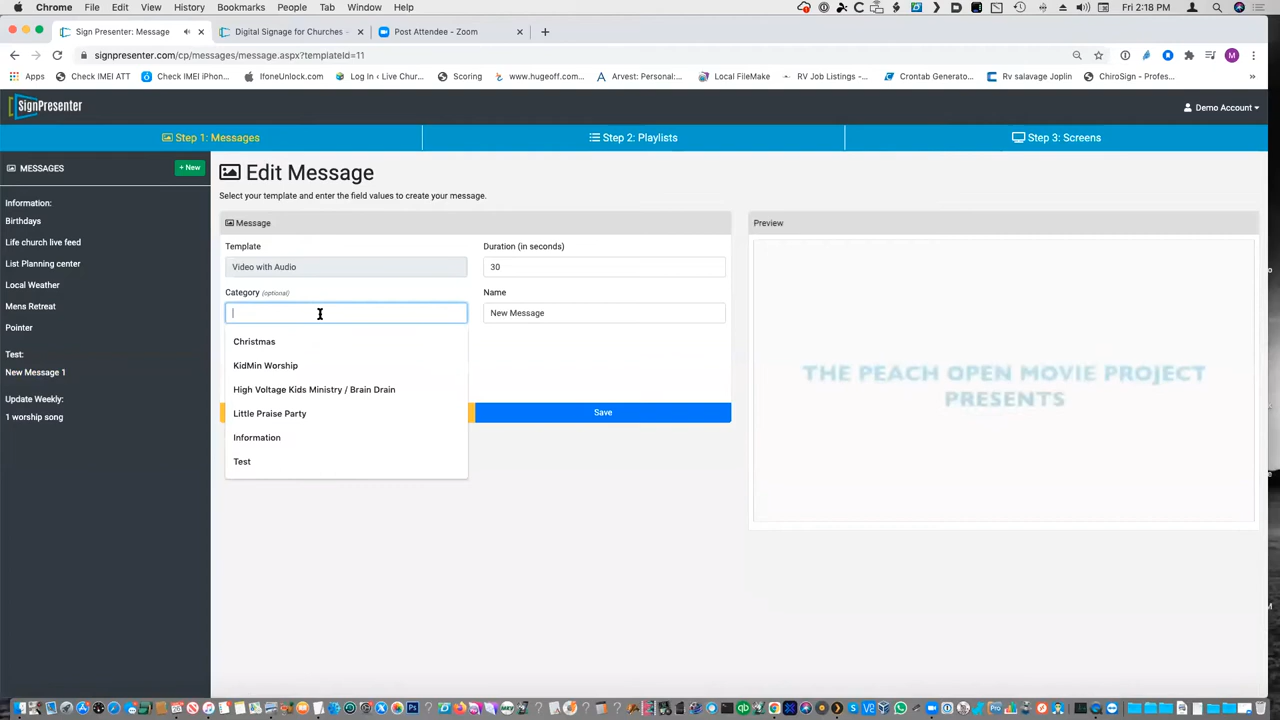 Chrome File Edit View History Bookmarks People Tab Window Help Fri 2:18 PM
Sign Presenter: Message
Digital Signage for Churches -
Post Attendee - Zoom
signpresenter.com/cp/messages/message.aspx?templateId=11
Apps Check IMEI ATT Check IMEI iPhon... IfoneUnlock.com Log In ‹ Live Chur... Scoring www.hugeoff.com... Arvest: Personal:... Local FileMake RV Job Listings -... Crontab Generato... Rv salavage Joplin ChiroSign - Profes... »
SignPresenter
Demo Account
Step 1: Messages
Step 2: Playlists
Step 3: Screens
MESSAGES
+ New
Information:
Birthdays
Life church live feed
List Planning center
Local Weather
Mens Retreat
Pointer
Test:
New Message 1
Update Weekly:
1 worship song
Edit Message
Select your template and enter the field values to create your message.
Message
Template
Video with Audio
Duration (in seconds)
30
Category (optional)
Name
New Message
Christmas
KidMin Worship
High Voltage Kids Ministry / Brain Drain
Little Praise Party
Information
Test
Save
Preview
THE PEACH OPEN MOVIE PROJECT
PRESENTS